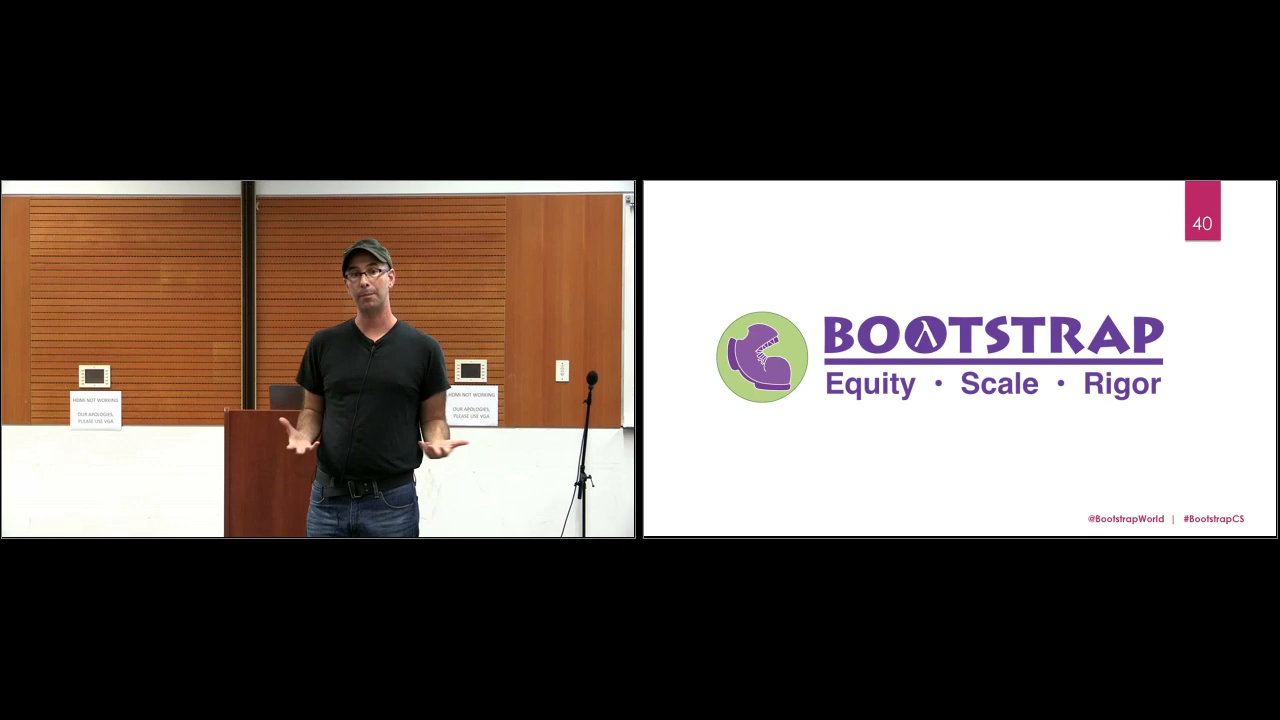 HDMI NOT WORKING
OUR APOLOGIES,
PLEASE USE VGA
HDMI NOT WORKING
OUR APOLOGIES,
PLEASE USE VGA
40
BOOTSTRAP
Equity • Scale • Rigor
@BootstrapWorld | #BootstrapCS